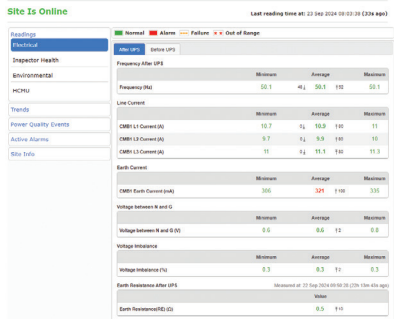 Site Is Online
Last reading time at: 23 Sep 2024 09:03:38 (33s ago)
Readings
Electrical
Inspector Health
Environmental
HCMU
Trends
Power Quality Events
Active Alarms
Site Info
Normal Alarm Failure Out of Range
After UPS Before UPS
Frequency After UPS
Minimum Average Maximum
Frequency (Hz) 50.1 50.1 50.1
Line Current
Minimum Average Maximum
CMB1 L1 Current (A) 10.7 10.9 11
CMB1 L2 Current (A) 9.7 9.9 10
CMB1 L3 Current (A) 11 11.1 11.3
Earth Current
Minimum Average Maximum
CMB1 Earth Current (mA) 306 321 335
Voltage between N and G
Minimum Average Maximum
Voltage between N and G (V) 0.6 0.6 0.8
Voltage Imbalance
Minimum Average Maximum
Voltage Imbalance (%) 0.3 0.3 0.3
Earth Resistance After UPS
Measured at: 22 Sep 2024
Value
Earth Resistance(RE) (Ω) 0.5